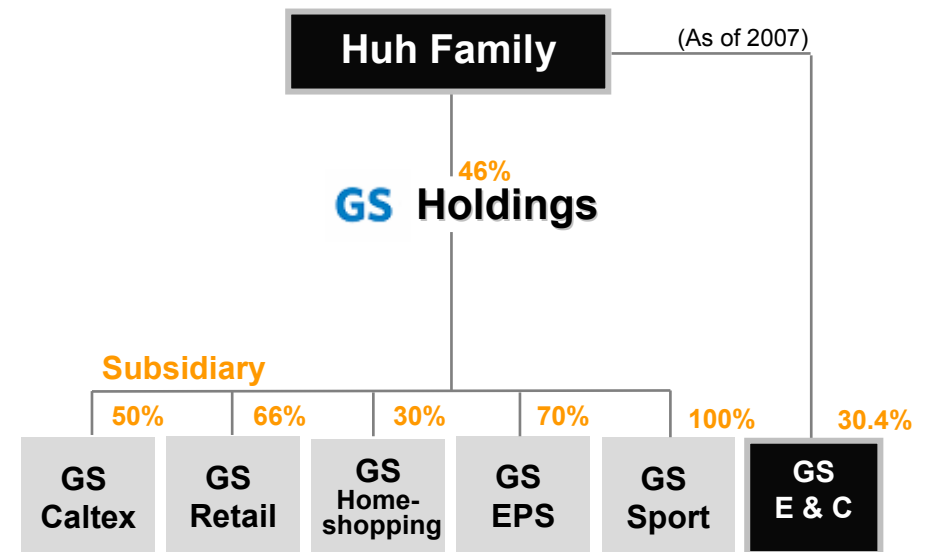 Huh Family
(As of 2007)
46%
GS Holdings
Subsidiary
50%
66%
30%
70%
100%
30.4%
GS
Caltex
GS
Retail
GS
Home-
shopping
GS
EPS
GS
Sport
GS
E & C